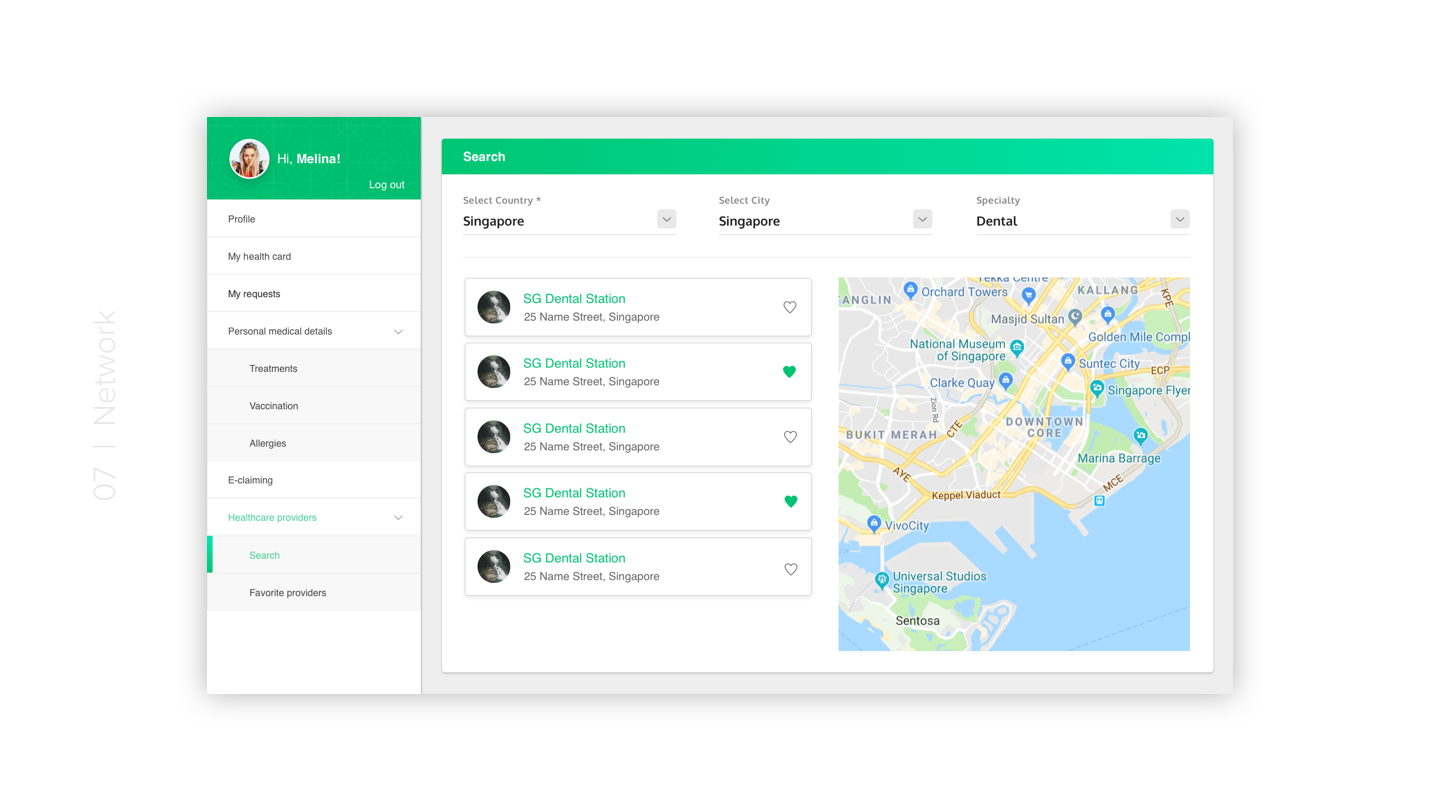 07 | Network
Hi, Melina!
Log out
Profile
My health card
My requests
Personal medical details
Treatments
Vaccination
Allergies
E-claiming
Healthcare providers
Search
Favorite providers
Search
Select Country *
Singapore
Select City
Singapore
Specialty
Dental
SG Dental Station
25 Name Street, Singapore
SG Dental Station
25 Name Street, Singapore
SG Dental Station
25 Name Street, Singapore
SG Dental Station
25 Name Street, Singapore
SG Dental Station
25 Name Street, Singapore
Tekka Centre
Orchard Towers
KALLANG
KPE
ANGLIN
Masjid Sultan
Golden Mile Compl
National Museum
of Singapore
Suntec City
ECP
Clarke Quay
Singapore Flyer
Zion Rd
DOWNTOWN
CORE
CTE
BUKIT MERAH
Marina Barrage
AYE
MCE
Keppel Viaduct
VivoCity
Universal Studios
Singapore
Sentosa